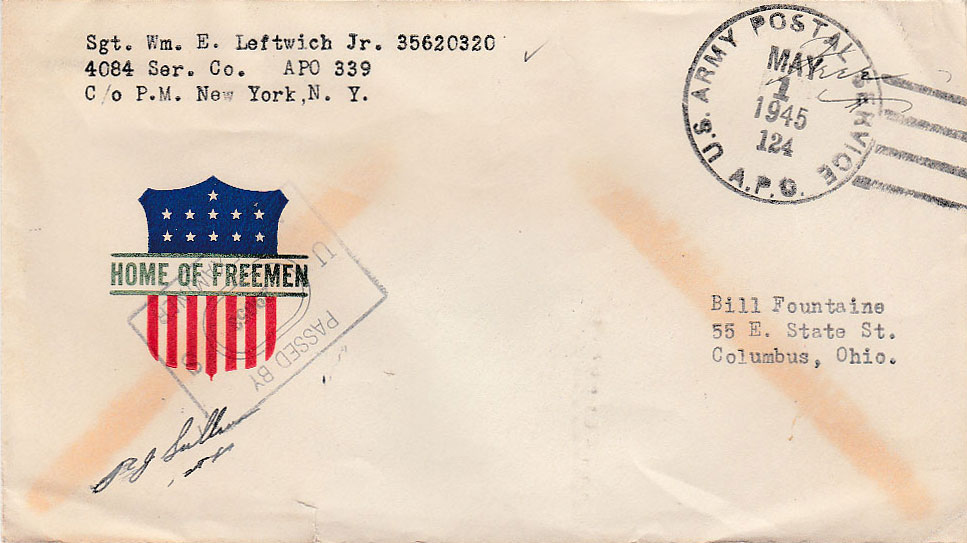 Sgt. Wm. E. Leftwich Jr. 35620320
4084 Ser. Co. APO 339
C/o P.M. New York,N. Y.
U.S. ARMY POSTAL SERVICE
MAY
1
1945
124
A.P.O.
Free
HOME OF FREEMEN
PASSED BY
U
S
Bill Fountaine
55 E. State St.
Columbus, Ohio.